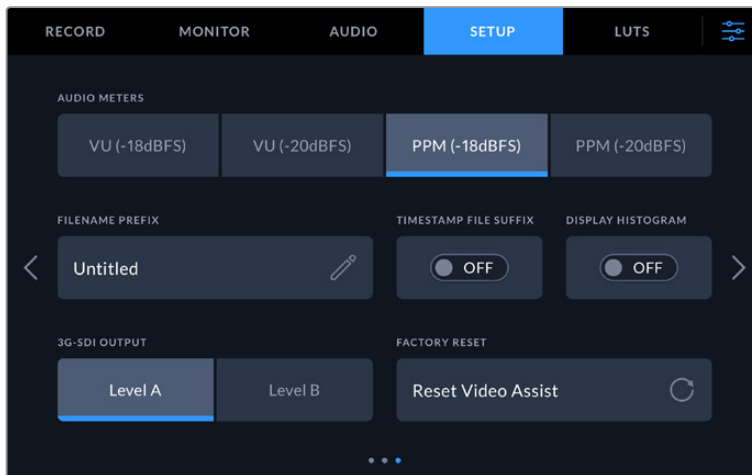 RECORD MONITOR AUDIO SETUP LUTS
AUDIO METERS
VU (-18dBFS) VU (-20dBFS) PPM (-18dBFS) PPM (-20dBFS)
FILENAME PREFIX TIMESTAMP FILE SUFFIX DISPLAY HISTOGRAM
Untitled OFF OFF
3G-SDI OUTPUT FACTORY RESET
Level A Level B Reset Video Assist